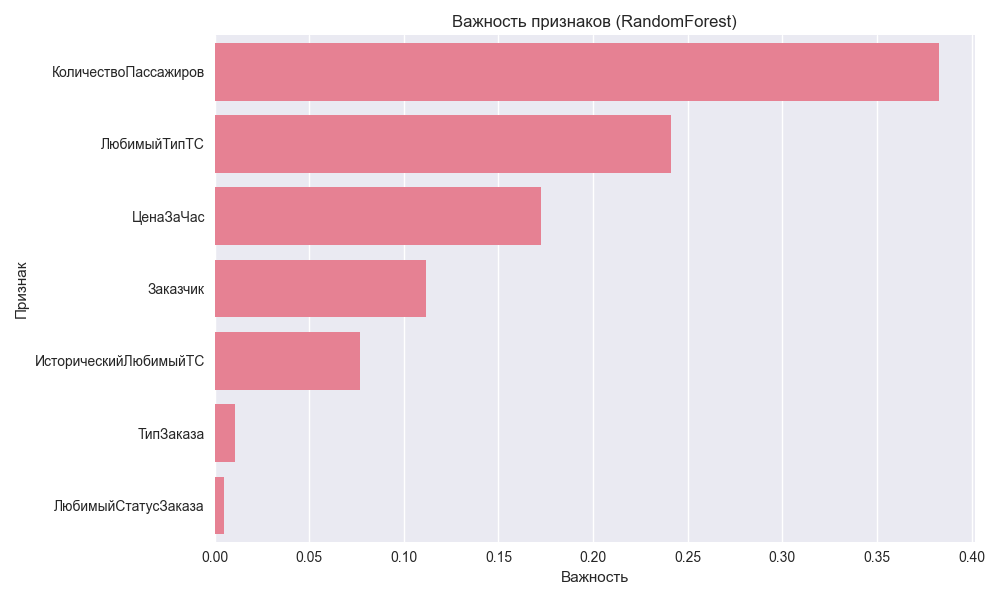 Важность признаков (RandomForest)
Признак
КоличествоПассажиров
ЛюбимыйТипТС
ЦенаЗаЧас
Заказчик
ИсторическийЛюбимыйТС
ТипЗаказа
ЛюбимыйСтатусЗаказа
0.00 0.05 0.10 0.15 0.20 0.25 0.30 0.35 0.40
Важность